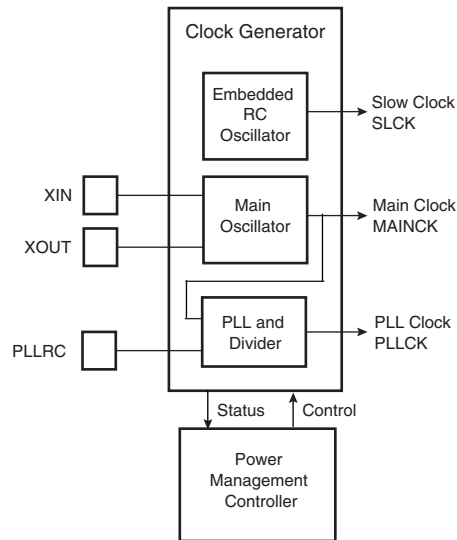 Clock Generator
Embedded
RC
Oscillator
Slow Clock
SLCK
XIN
XOUT
Main
Oscillator
Main Clock
MAINCK
PLLRC
PLL and
Divider
PLL Clock
PLLCK
Status
Control
Power
Management
Controller